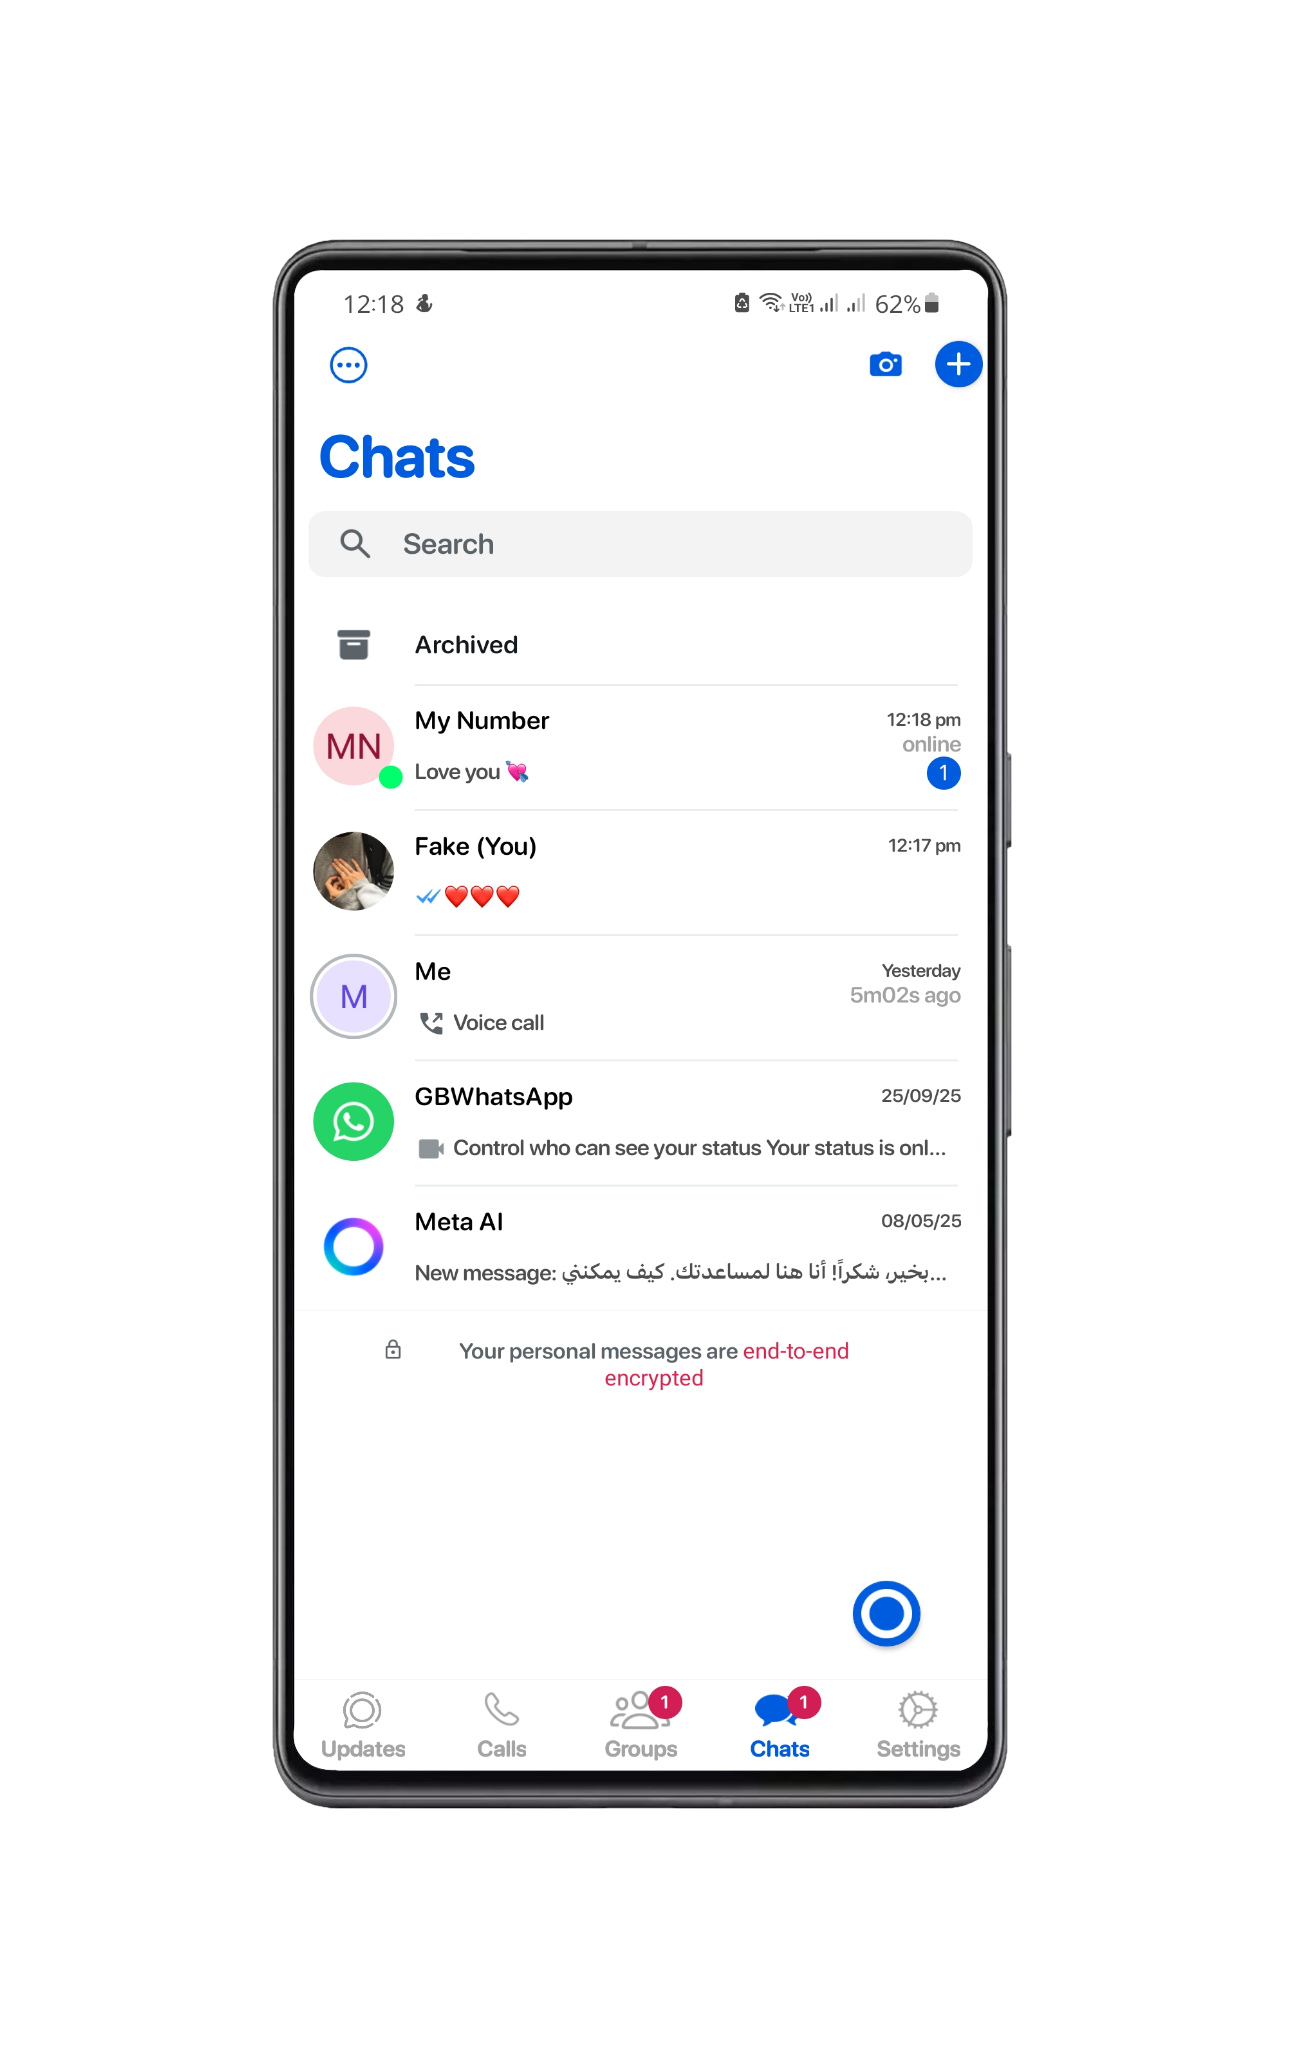 12:18 Vo)) LTE1 62%
Chats
Search
Archived
MN My Number 12:18 pm
online
Love you 💘 1
Fake (You) 12:17 pm
❤️❤️❤️
Me Yesterday
M 5m02s ago
Voice call
GBWhatsApp 25/09/25
Control who can see your status Your status is onl...
Meta AI 08/05/25
New message: بخير، شكراً! أنا هنا لمساعدتك. كيف يمكنني...
Your personal messages are end-to-end
encrypted
1 1
Updates Calls Groups Chats Settings